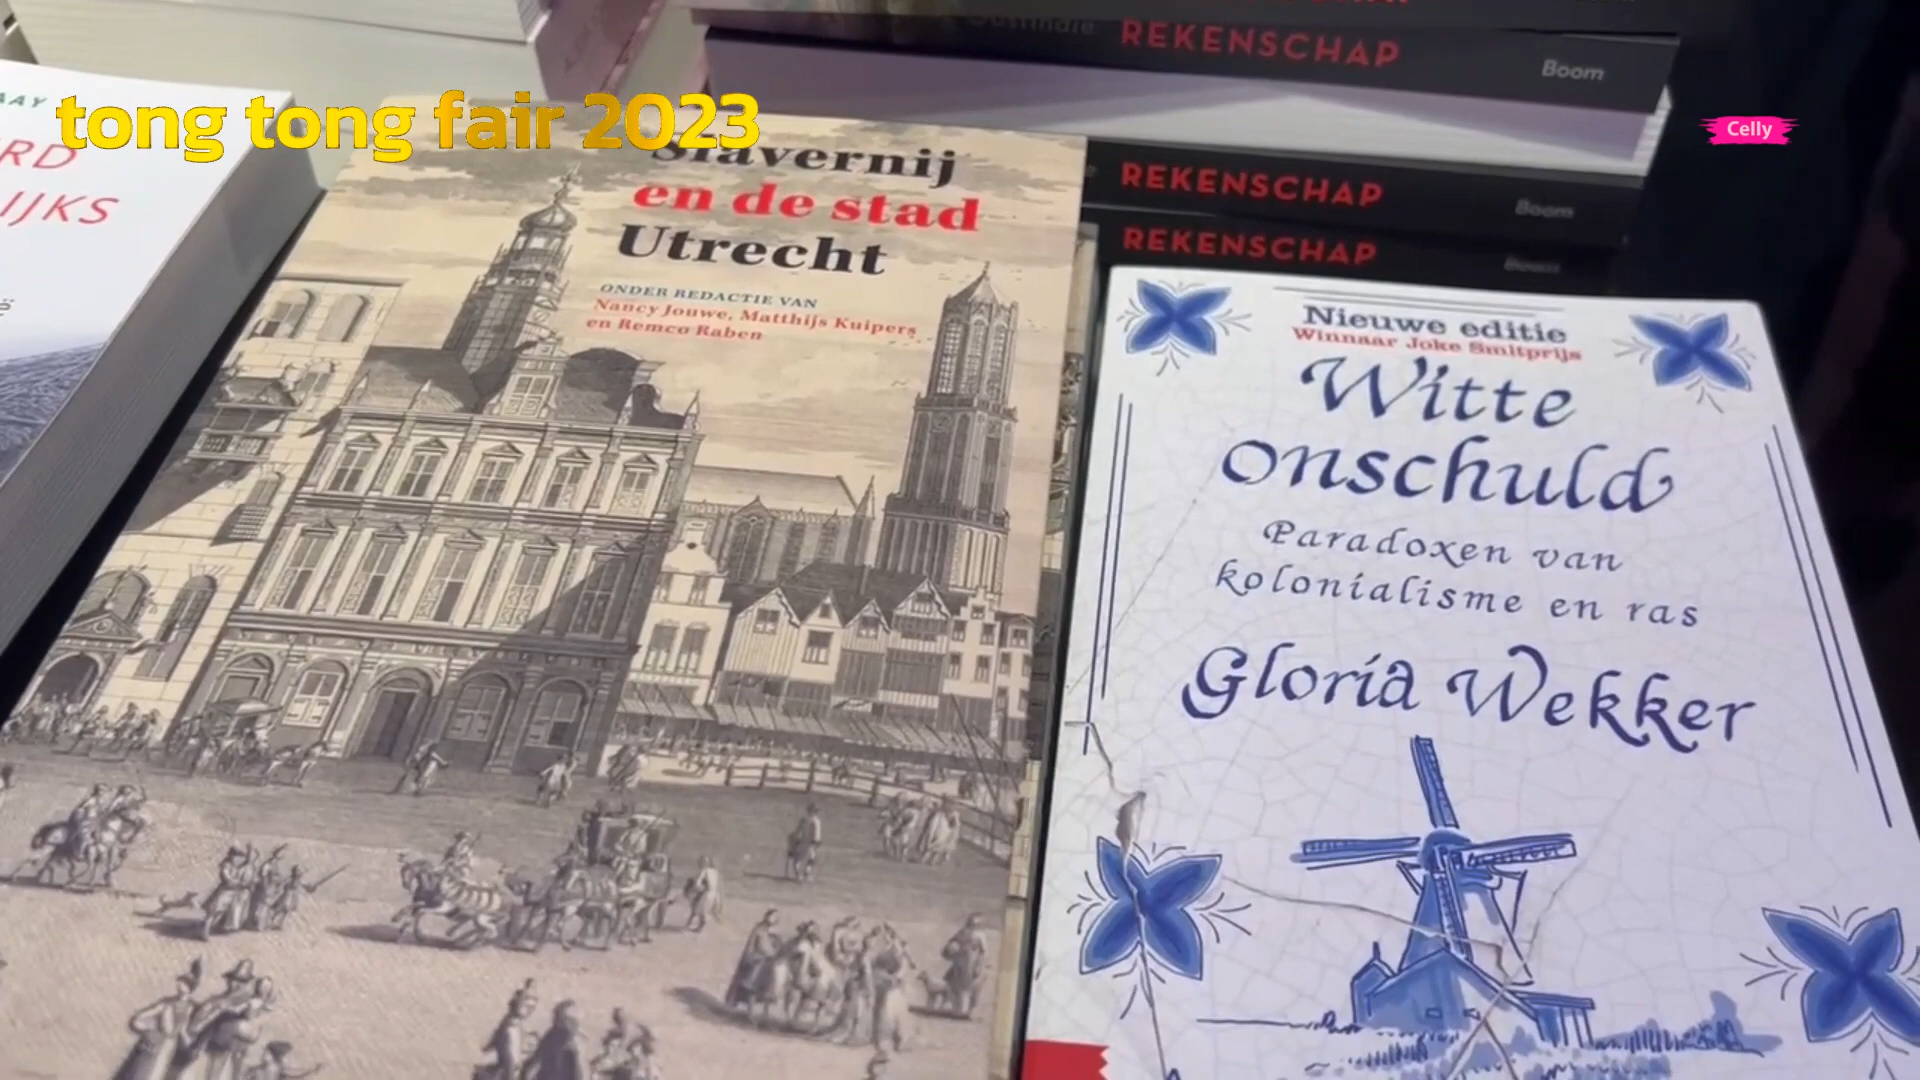 tong tong fair 2023
Celly
REKENSCHAP
Boom
REKENSCHAP
Boom
REKENSCHAP
Boom
AAY
RD
IJKS
Slavernij
en de stad
Utrecht
ONDER REDACTIE VAN
Nancy Jouwe, Matthijs Kuipers
en Remco Raben
Nieuwe editie
Winnaar Joke Smitprijs
Witte
onschuld
Paradoxen van
kolonialisme en ras
Gloria Wekker